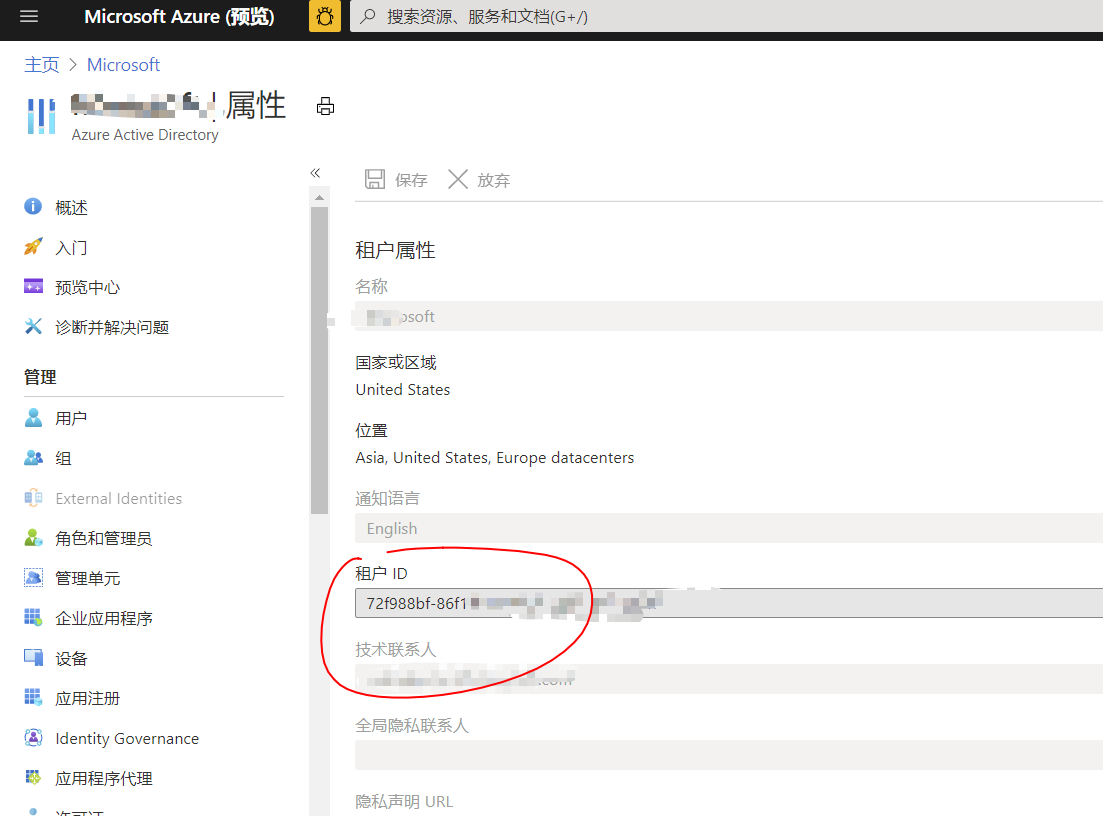 Microsoft Azure (预览)
搜索资源、服务和文档(G+/)
主页 > Microsoft
属性
Azure Active Directory
«
概述
入门
预览中心
诊断并解决问题
管理
用户
组
External Identities
角色和管理员
管理单元
企业应用程序
设备
应用注册
Identity Governance
应用程序代理
许可证
保存
放弃
租户属性
名称
osoft
国家或区域
United States
位置
Asia, United States, Europe datacenters
通知语言
English
租户 ID
72f988bf-86f1
技术联系人
.com
全局隐私联系人
隐私声明 URL